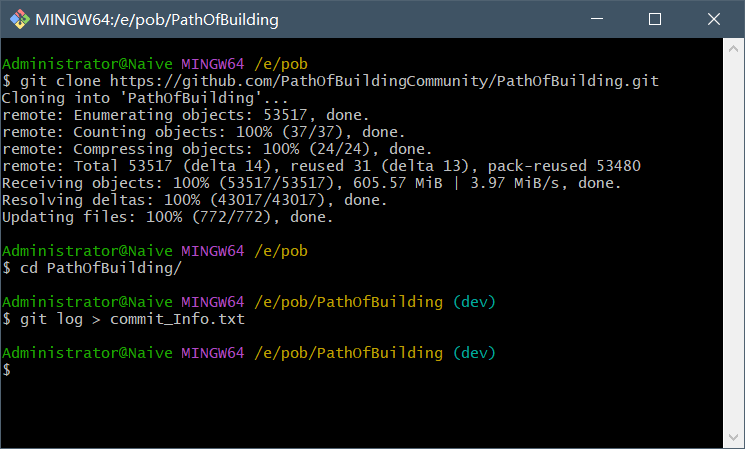 MINGW64:/e/pob/PathOfBuilding
Administrator@Naive MINGW64 /e/pob
$ git clone https://github.com/PathOfBuildingCommunity/PathOfBuilding.git
Cloning into 'PathOfBuilding'...
remote: Enumerating objects: 53517, done.
remote: Counting objects: 100% (37/37), done.
remote: Compressing objects: 100% (24/24), done.
remote: Total 53517 (delta 14), reused 31 (delta 13), pack-reused 53480
Receiving objects: 100% (53517/53517), 605.57 MiB | 3.97 MiB/s, done.
Resolving deltas: 100% (43017/43017), done.
Updating files: 100% (772/772), done.
Administrator@Naive MINGW64 /e/pob
$ cd PathOfBuilding/
Administrator@Naive MINGW64 /e/pob/PathOfBuilding (dev)
$ git log > commit_Info.txt
Administrator@Naive MINGW64 /e/pob/PathOfBuilding (dev)
$